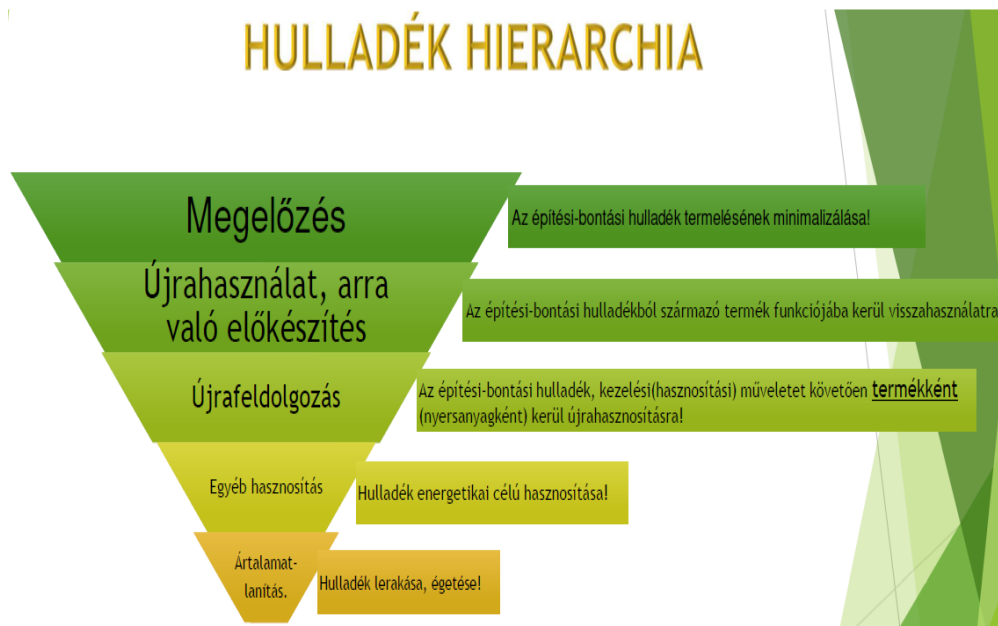 HULLADÉK HIERARCHIA
Megelőzés
Az építési-bontási hulladék termelésének minimalizálása!
Újrahasználat, arra
való előkészítés
Az építési-bontási hulladékból származó termék funkciójába kerül visszahasználatra
Újrafeldolgozás
Az építési-bontási hulladék, kezelési(hasznosítási) műveletet követően termékként
(nyersanyagként) kerül újrahasznosításra!
Egyéb hasznosítás
Hulladék energetikai célú hasznosítása!
Ártalamat-
lanítás.
Hulladék lerakása, égetése!